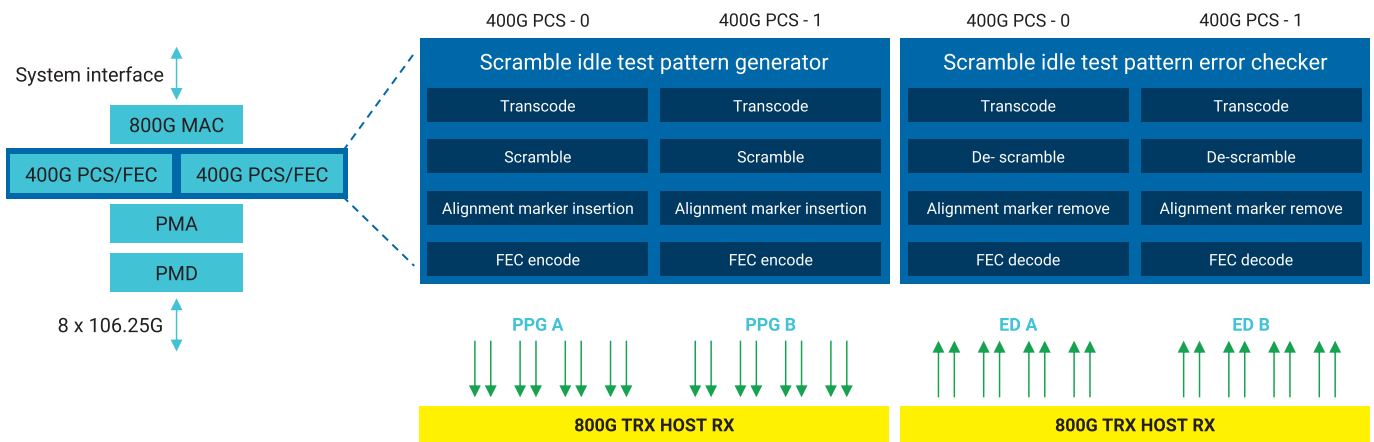 System interface
800G MAC
400G PCS/FEC 400G PCS/FEC
PMA
PMD
8 x 106.25G
400G PCS - 0 400G PCS - 1
Scramble idle test pattern generator
Transcode Transcode
Scramble Scramble
Alignment marker insertion Alignment marker insertion
FEC encode FEC encode
PPG A PPG B
800G TRX HOST RX
400G PCS - 0 400G PCS - 1
Scramble idle test pattern error checker
Transcode Transcode
De- scramble De-scramble
Alignment marker remove Alignment marker remove
FEC decode FEC decode
ED A ED B
800G TRX HOST RX